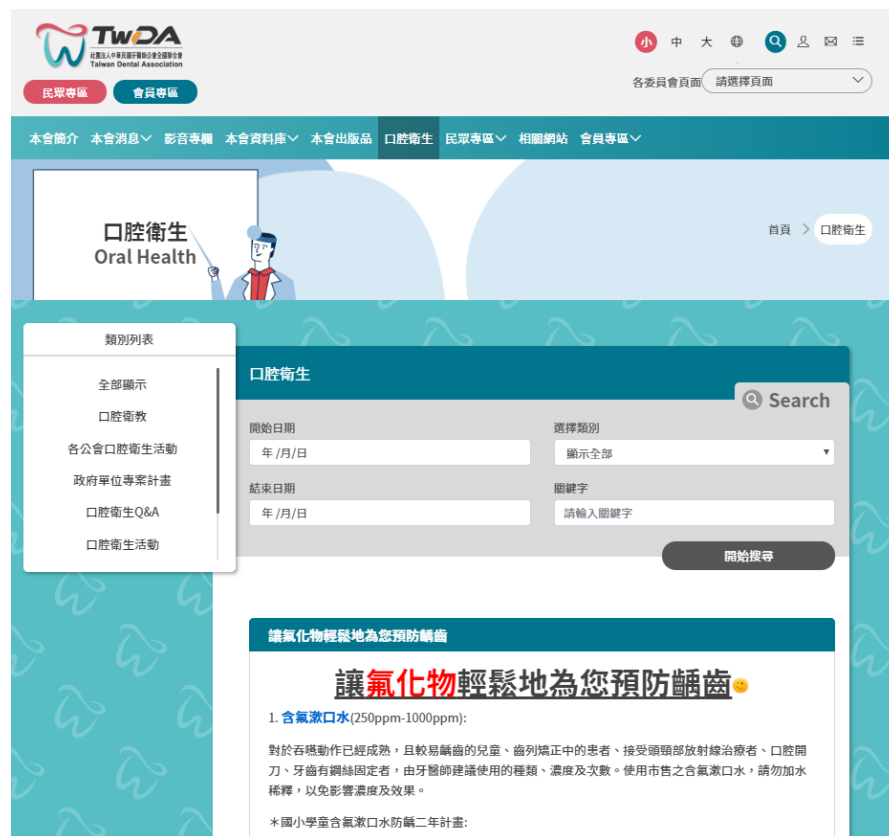 TWDA
社團法人中華民國牙醫師公會全國聯合會
Taiwan Dental Association
小 中 大
民眾專區 會員專區
各委員會頁面 請選擇頁面
本會簡介 本會消息 影音專欄 本會資料庫 本會出版品 口腔衛生 民眾專區 相關網站 會員專區
口腔衛生
Oral Health
首頁 > 口腔衛生
類別列表
全部顯示
口腔衛教
各公會口腔衛生活動
政府單位專案計畫
口腔衛生Q&A
口腔衛生活動
口腔衛生
Search
開始日期 選擇類別
年 /月/日 顯示全部
結束日期 關鍵字
年 /月/日 請輸入關鍵字
開始搜尋
讓氟化物輕鬆地為您預防齲齒
讓氟化物輕鬆地為您預防齲齒
1. 含氟漱口水(250ppm-1000ppm):
對於吞嚥動作已經成熟，且較易齲齒的兒童、齒列矯正中的患者、接受頭頸部放射線治療者、口腔開
刀、牙齒有鋼絲固定者，由牙醫師建議使用的種類、濃度及次數。使用市售之含氟漱口水，請勿加水
稀釋，以免影響濃度及效果。
＊國小學童含氟漱口水防齲二年計畫: